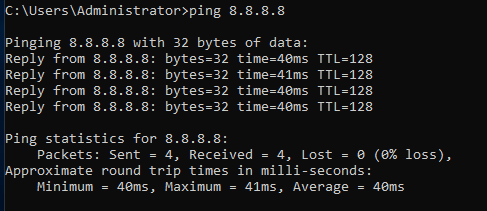 C:\Users\Administrator>ping 8.8.8.8
Pinging 8.8.8.8 with 32 bytes of data:
Reply from 8.8.8.8: bytes=32 time=40ms TTL=128
Reply from 8.8.8.8: bytes=32 time=41ms TTL=128
Reply from 8.8.8.8: bytes=32 time=40ms TTL=128
Reply from 8.8.8.8: bytes=32 time=40ms TTL=128
Ping statistics for 8.8.8.8:
    Packets: Sent = 4, Received = 4, Lost = 0 (0% loss),
Approximate round trip times in milli-seconds:
    Minimum = 40ms, Maximum = 41ms, Average = 40ms